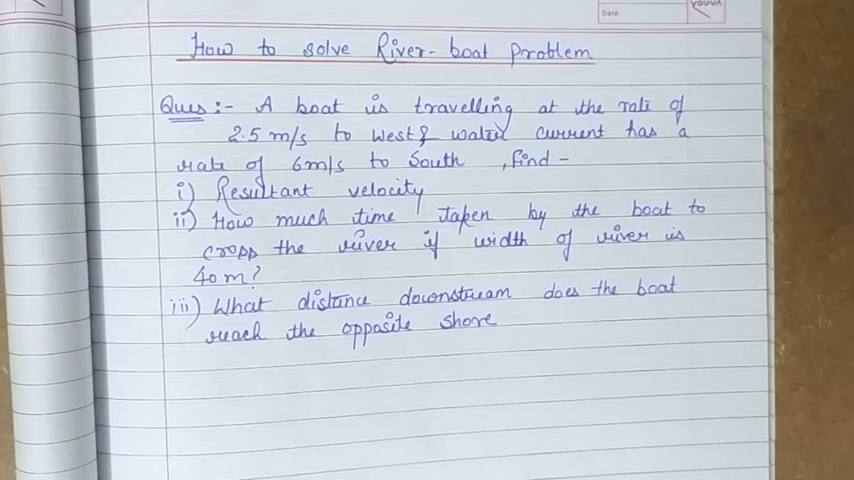 YOUVA
Date:
How to solve River-boat problem
Ques:- A boat is travelling at the rate of
2.5 m/s to west & water current has a
rate of 6m/s to South , find -
i) Resultant velocity
ii) How much time taken by the boat to
cross the river if width of river is
40 m?
iii) What distance downstream does the boat
reach the opposite shore